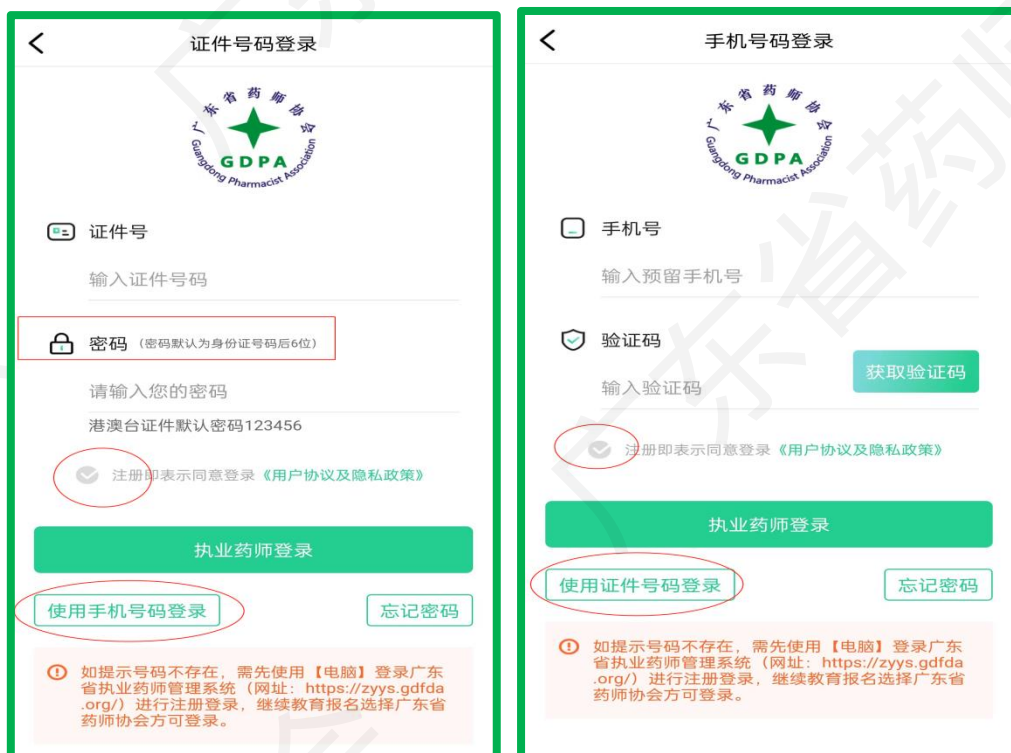 证件号码登录
广东省药师协会
GDPA
Guangdong Pharmacist Association
证件号
输入证件号码
密码（密码默认为身份证号码后6位）
请输入您的密码
港澳台证件默认密码123456
注册即表示同意登录《用户协议及隐私政策》
执业药师登录
使用手机号码登录
忘记密码
如提示号码不存在，需先使用【电脑】登录广东
省执业药师管理系统（网址：https://zyys.gdfda
.org/）进行注册登录，继续教育报名选择广东省
药师协会方可登录。
手机号码登录
广东省药师协会
GDPA
Guangdong Pharmacist Association
手机号
输入预留手机号
验证码
输入验证码
获取验证码
注册即表示同意登录《用户协议及隐私政策》
执业药师登录
使用证件号码登录
忘记密码
如提示号码不存在，需先使用【电脑】登录广东
省执业药师管理系统（网址：https://zyys.gdfda
.org/）进行注册登录，继续教育报名选择广东省
药师协会方可登录。